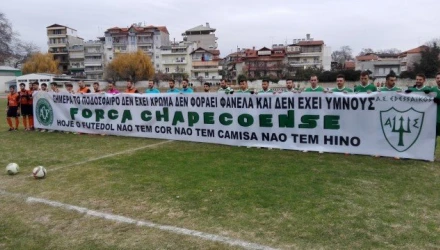 ΣΗΜΕΡΑ ΤΟ ΠΟΔΟΣΦΑΙΡΟ ΔΕΝ ΕΧΕΙ ΧΡΩΜΑ ΔΕΝ ΦΟΡΑΕΙ ΦΑΝΕΛΑ ΚΑΙ ΔΕΝ ΕΧΕΙ ΥΜΝΟΥΣ
FORCA CHAPECOENSE
HOJE O FUTEBOL NAO TEM COR NAO TEM CAMISA NAO TEM HINO
Α Σ